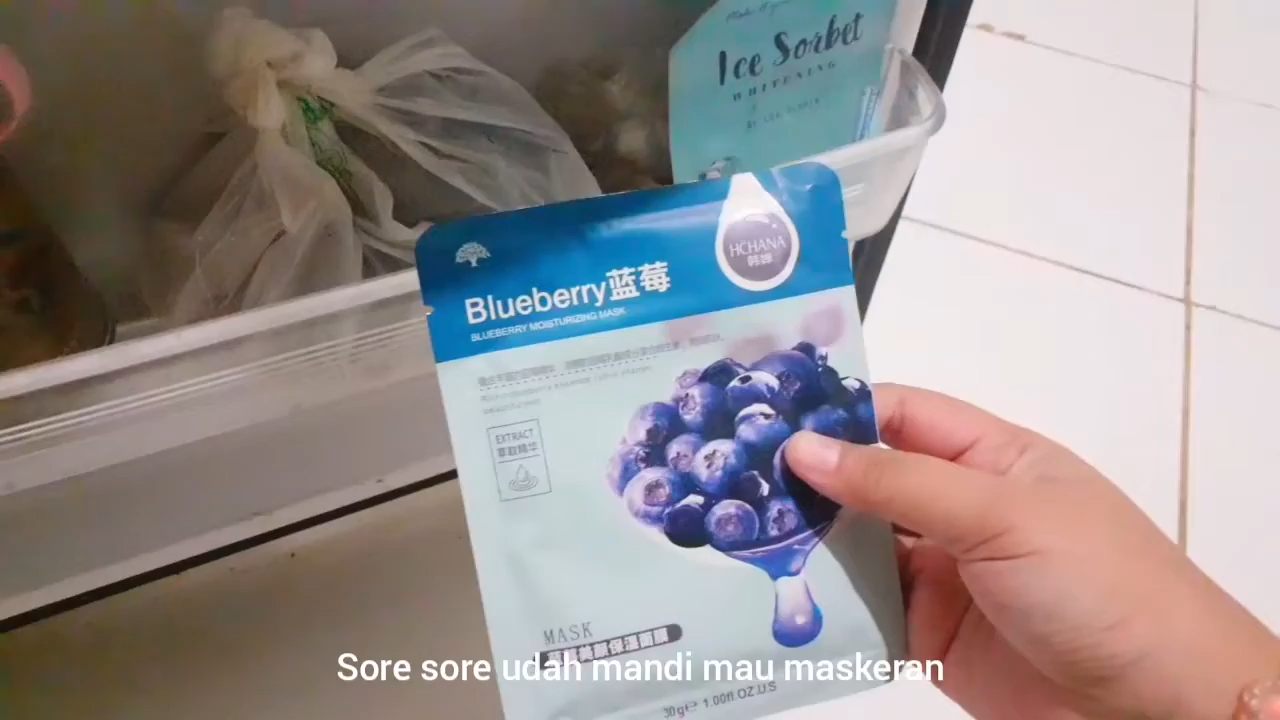 Ice Sorbet
WHITENING
HCHANA
韩婵
Blueberry蓝莓
BLUEBERRY MOISTURIZING MASK
EXTRACT
萃取精华
MASK
Sore sore udah mandi mau maskeran
30g℮ 1.00fl.OZ.U.S